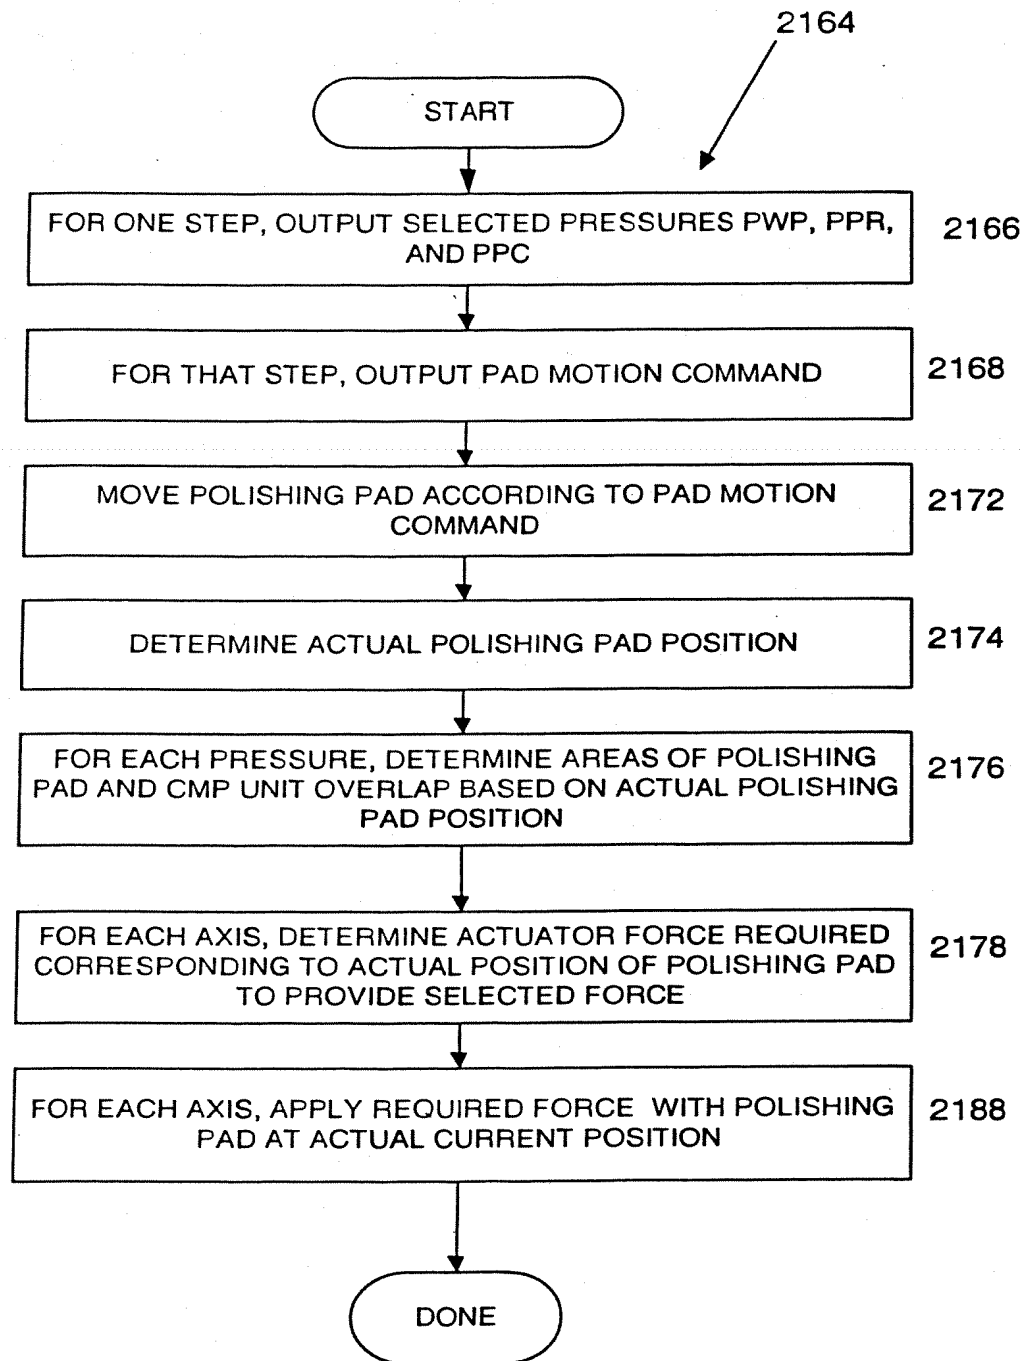 2164
START
FOR ONE STEP, OUTPUT SELECTED PRESSURES PWP, PPR,
AND PPC
2166
FOR THAT STEP, OUTPUT PAD MOTION COMMAND
2168
MOVE POLISHING PAD ACCORDING TO PAD MOTION
COMMAND
2172
DETERMINE ACTUAL POLISHING PAD POSITION
2174
FOR EACH PRESSURE, DETERMINE AREAS OF POLISHING
PAD AND CMP UNIT OVERLAP BASED ON ACTUAL POLISHING
PAD POSITION
2176
FOR EACH AXIS, DETERMINE ACTUATOR FORCE REQUIRED
CORRESPONDING TO ACTUAL POSITION OF POLISHING PAD
TO PROVIDE SELECTED FORCE
2178
FOR EACH AXIS, APPLY REQUIRED FORCE WITH POLISHING
PAD AT ACTUAL CURRENT POSITION
2188
DONE